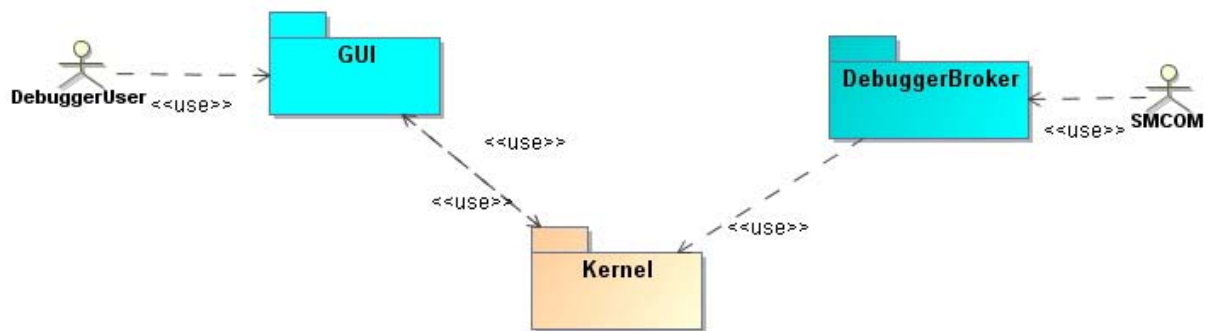 GUI
DebuggerBroker
DebuggerUser
<<use>>
<<use>>
SMCOM
<<use>>
<<use>>
<<use>>
Kernel